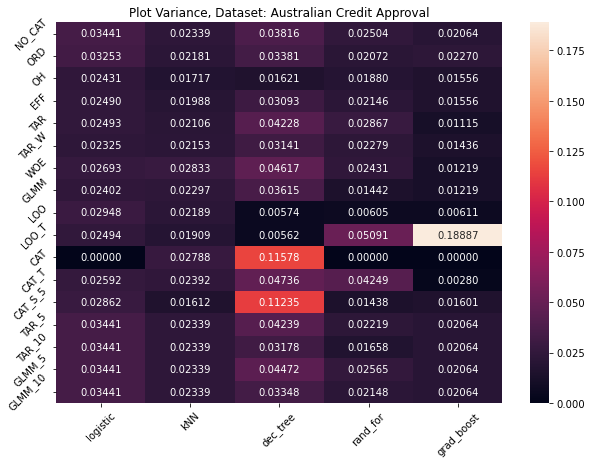 Plot Variance, Dataset: Australian Credit Approval
NO_CAT 0.03441 0.02339 0.03816 0.02504 0.02064
ORD 0.03253 0.02181 0.03381 0.02072 0.02270
OH 0.02431 0.01717 0.01621 0.01880 0.01556
EFF 0.02490 0.01988 0.03093 0.02146 0.01556
TAR 0.02493 0.02106 0.04228 0.02867 0.01115
TAR_W 0.02325 0.02153 0.03141 0.02279 0.01436
WOE 0.02693 0.02833 0.04617 0.02431 0.01219
GLMM 0.02402 0.02297 0.03615 0.01442 0.01219
LOO 0.02948 0.02189 0.00574 0.00605 0.00611
LOO_T 0.02494 0.01909 0.00562 0.05091 0.18887
CAT 0.00000 0.02788 0.11578 0.00000 0.00000
CAT_T 0.02592 0.02392 0.04736 0.04249 0.00280
CAT_S_5 0.02862 0.01612 0.11235 0.01438 0.01601
TAR_5 0.03441 0.02339 0.04239 0.02219 0.02064
TAR_10 0.03441 0.02339 0.03178 0.01658 0.02064
GLMM_5 0.03441 0.02339 0.04472 0.02565 0.02064
GLMM_10 0.03441 0.02339 0.03348 0.02148 0.02064
logistic kNN dec_tree rand_for grad_boost
0.175
0.150
0.125
0.100
0.075
0.050
0.025
0.000